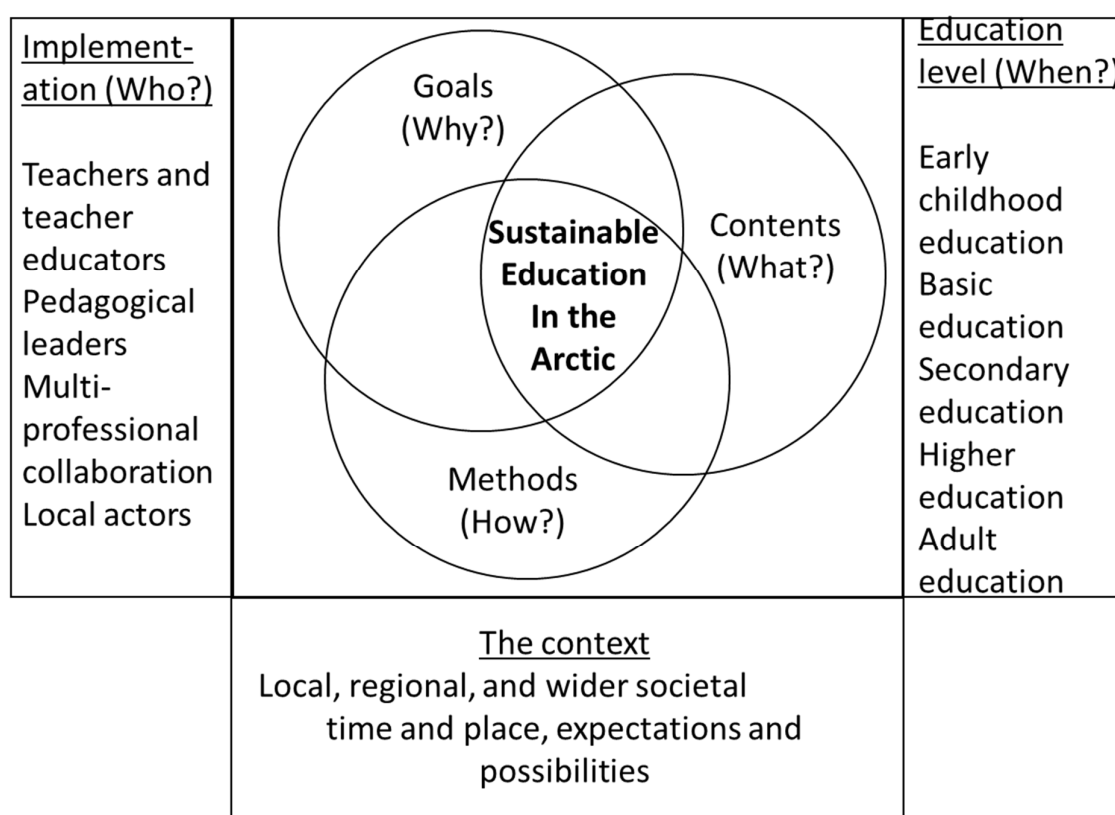 Implement-
ation (Who?)
Teachers and
teacher
educators
Pedagogical
leaders
Multi-
professional
collaboration
Local actors
Goals
(Why?)
Contents
(What?)
Sustainable
Education
In the
Arctic
Methods
(How?)
Education
level (When?)
Early
childhood
education
Basic
education
Secondary
education
Higher
education
Adult
education
The context
Local, regional, and wider societal
time and place, expectations and
possibilities